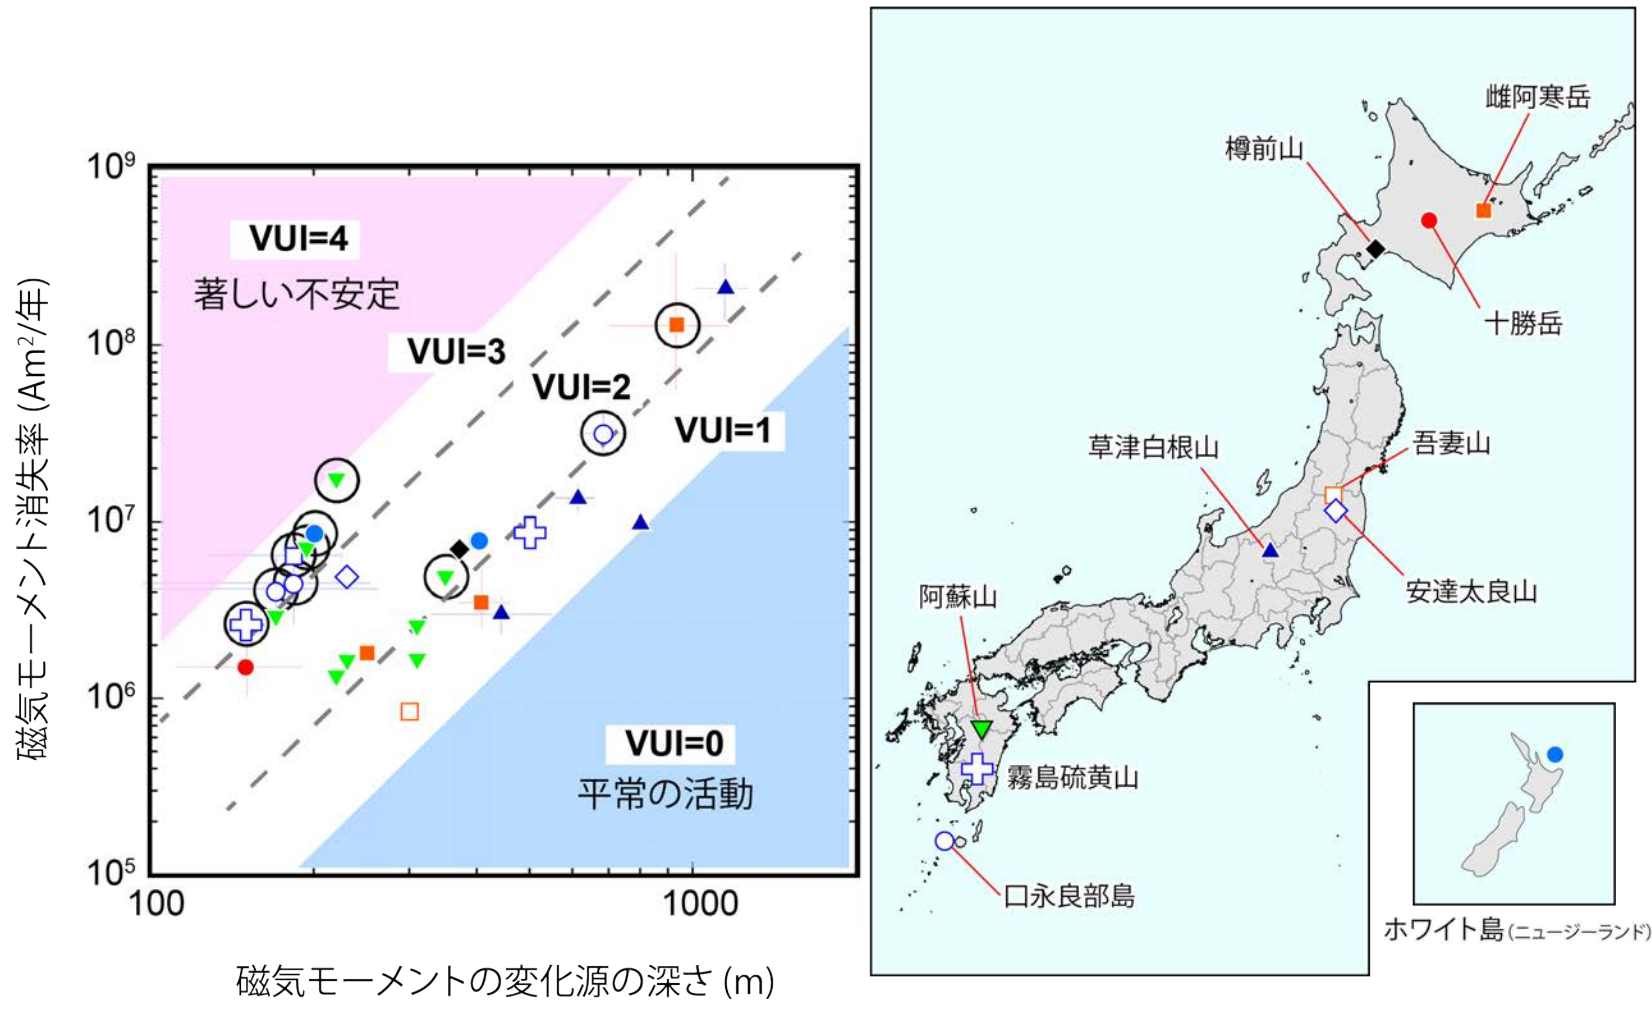 10⁹
10⁸
10⁷
10⁶
10⁵
100
1000
磁気モーメント消失率 (Am²/年)
磁気モーメントの変化源の深さ (m)
VUI=4
著しい不安定
VUI=3
VUI=2
VUI=1
VUI=0
平常の活動
雌阿寒岳
樽前山
十勝岳
草津白根山
吾妻山
安達太良山
阿蘇山
霧島硫黄山
口永良部島
ホワイト島(ニュージーランド)